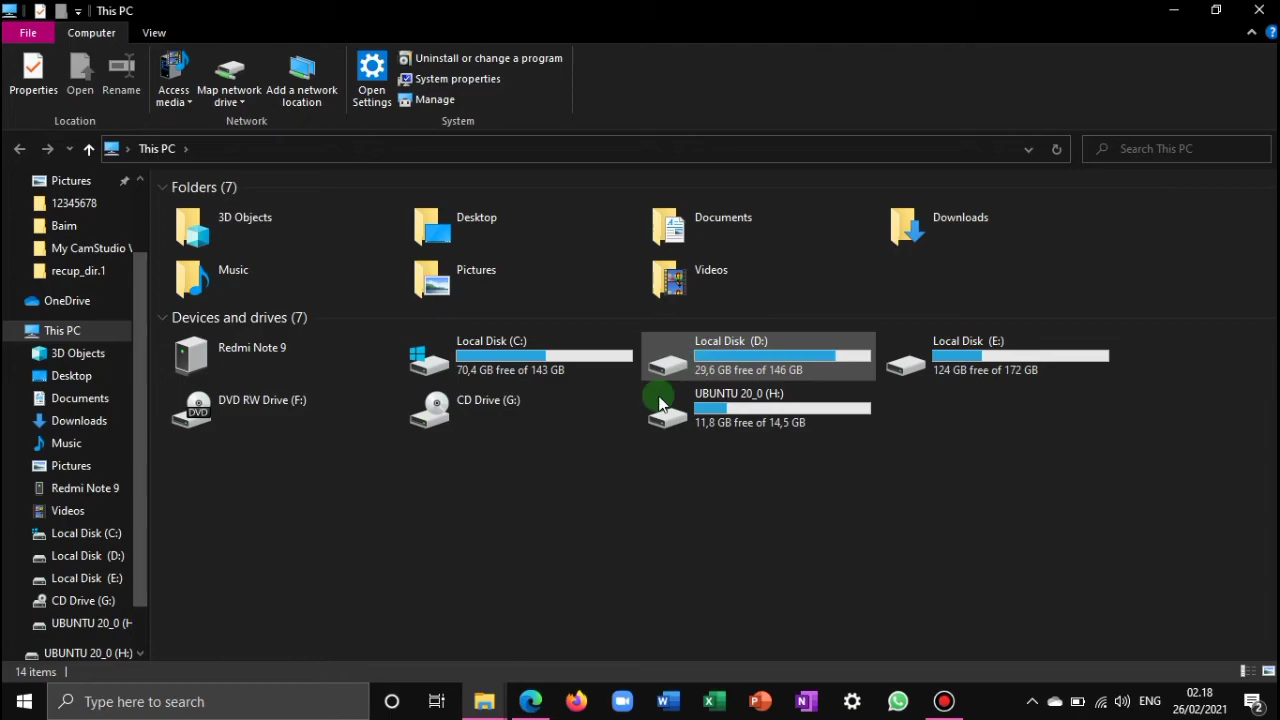 This PC
File
Computer
View
Properties
Open
Rename
Access
media
Map network
drive
Add a network
location
Open
Settings
Uninstall or change a program
System properties
Manage
Location
Network
System
This PC
Search This PC
Pictures
12345678
Baim
My CamStudio V
recup_dir.1
OneDrive
This PC
3D Objects
Desktop
Documents
Downloads
Music
Pictures
Redmi Note 9
Videos
Local Disk (C:)
Local Disk (D:)
Local Disk (E:)
CD Drive (G:)
UBUNTU 20_0 (H
UBUNTU 20_0 (H:)
Folders (7)
3D Objects
Desktop
Documents
Downloads
Music
Pictures
Videos
Devices and drives (7)
Redmi Note 9
Local Disk (C:)
70,4 GB free of 143 GB
Local Disk (D:)
29,6 GB free of 146 GB
Local Disk (E:)
124 GB free of 172 GB
DVD RW Drive (F:)
DVD
CD Drive (G:)
UBUNTU 20_0 (H:)
11,8 GB free of 14,5 GB
14 items
Type here to search
ENG
02.18
26/02/2021
2